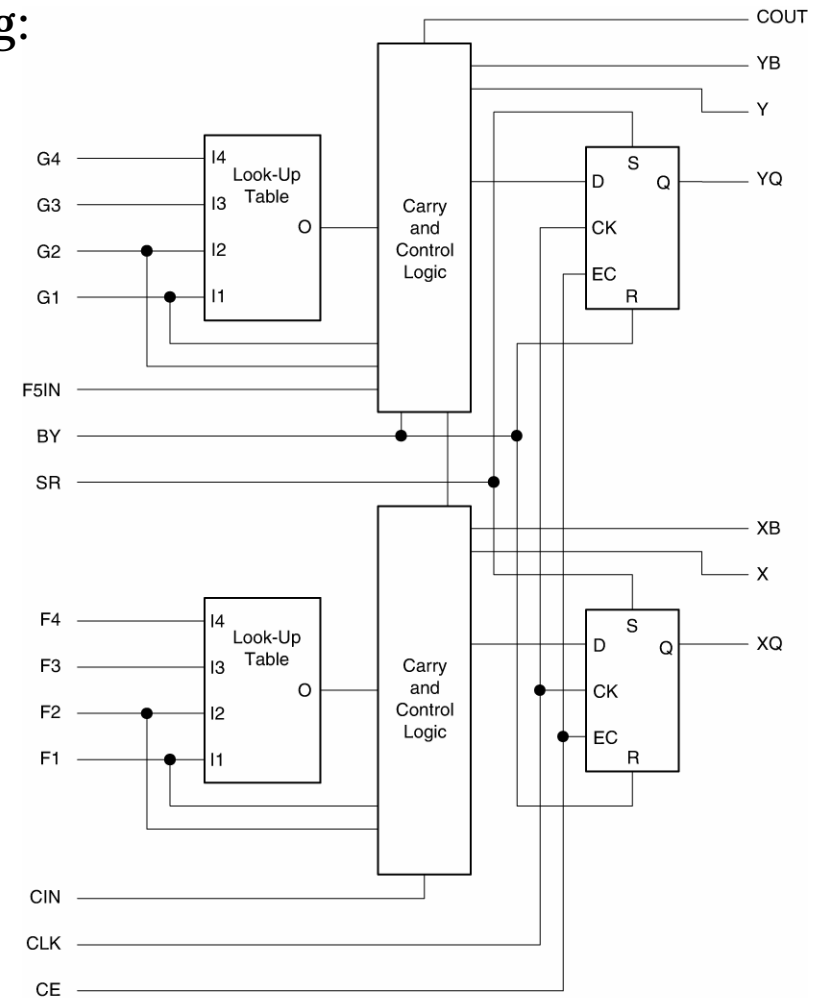 g:
COUT
YB
Y
G4
I4
Look-Up
Table
S
D
Q
YQ
G3
I3
Carry
and
Control
Logic
O
CK
G2
I2
EC
G1
I1
R
F5IN
BY
SR
XB
X
F4
I4
Look-Up
Table
S
D
Q
XQ
F3
I3
Carry
and
Control
Logic
O
CK
F2
I2
EC
F1
I1
R
CIN
CLK
CE